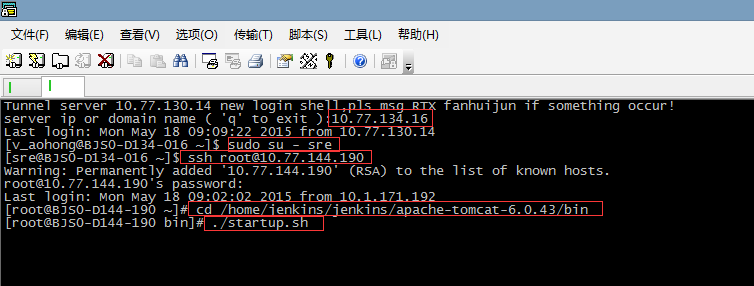 文件(F) 编辑(E) 查看(V) 选项(O) 传输(T) 脚本(S) 工具(L) 帮助(H)
Tunnel server 10.77.130.14 new login shell,pls msg RTX fanhuijun if something occur!
server ip or domain name ( 'q' to exit ):10.77.134.16
Last login: Mon May 18 09:09:22 2015 from 10.77.130.14
[v_aohong@BJSO-D134-016 ~]$ sudo su - sre
[sre@BJSO-D134-016 ~]$ ssh root@10.77.144.190
Warning: Permanently added '10.77.144.190' (RSA) to the list of known hosts.
root@10.77.144.190's password:
Last login: Mon May 18 09:02:02 2015 from 10.1.171.192
[root@BJSO-D144-190 ~]# cd /home/jenkins/jenkins/apache-tomcat-6.0.43/bin
[root@BJSO-D144-190 bin]# ./startup.sh